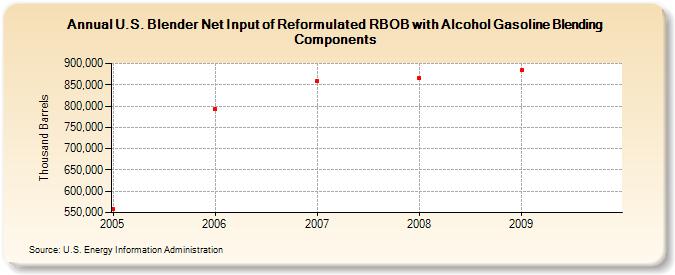 Annual U.S. Blender Net Input of Reformulated RBOB with Alcohol Gasoline Blending
Components
Thousand Barrels
900,000
850,000
800,000
750,000
700,000
650,000
600,000
550,000
2005 2006 2007 2008 2009
Source: U.S. Energy Information Administration